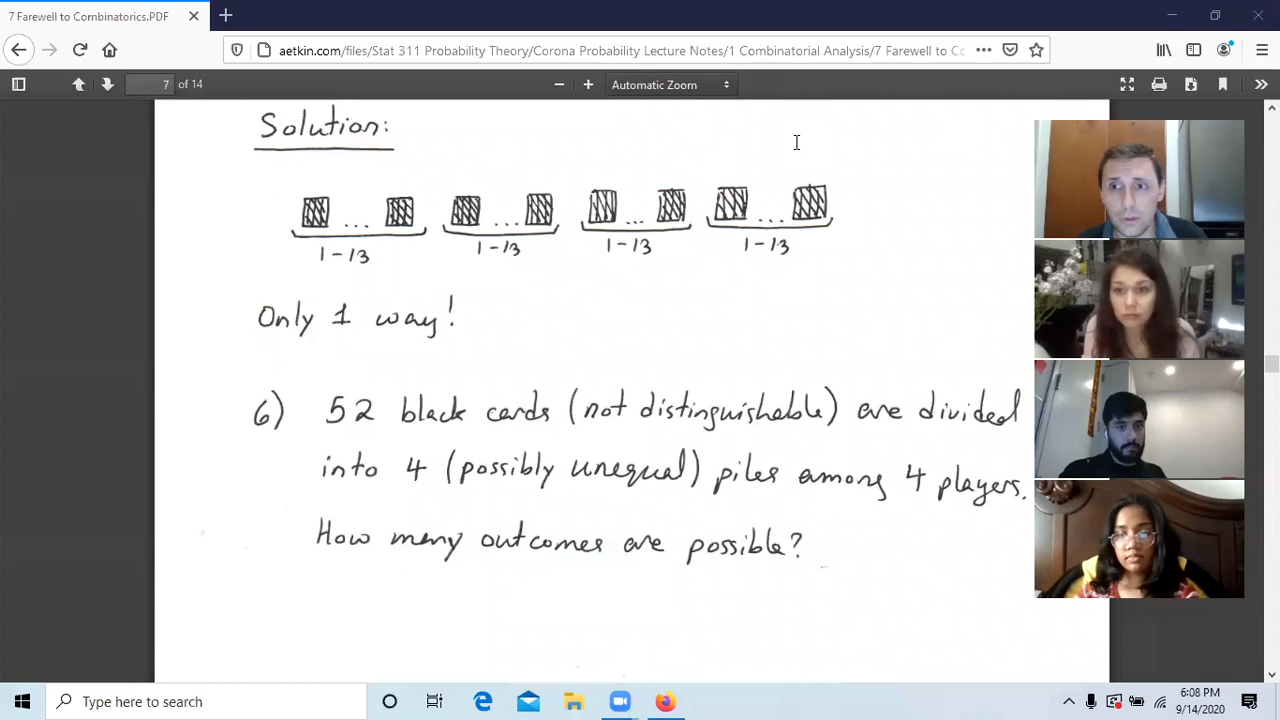 7 Farewell to Combinatorics.PDF
aetkin.com/files/Stat 311 Probability Theory/Corona Probability Lecture Notes/1 Combinatorial Analysis/7 Farewell to Co
7 of 14
Automatic Zoom
Solution:
... ... ... ...
1-13 1-13 1-13 1-13
Only 1 way!
6) 52 black cards (not distinguishable) are divided
into 4 (possibly unequal) piles among 4 players.
How many outcomes are possible?
Type here to search
6:08 PM
9/14/2020